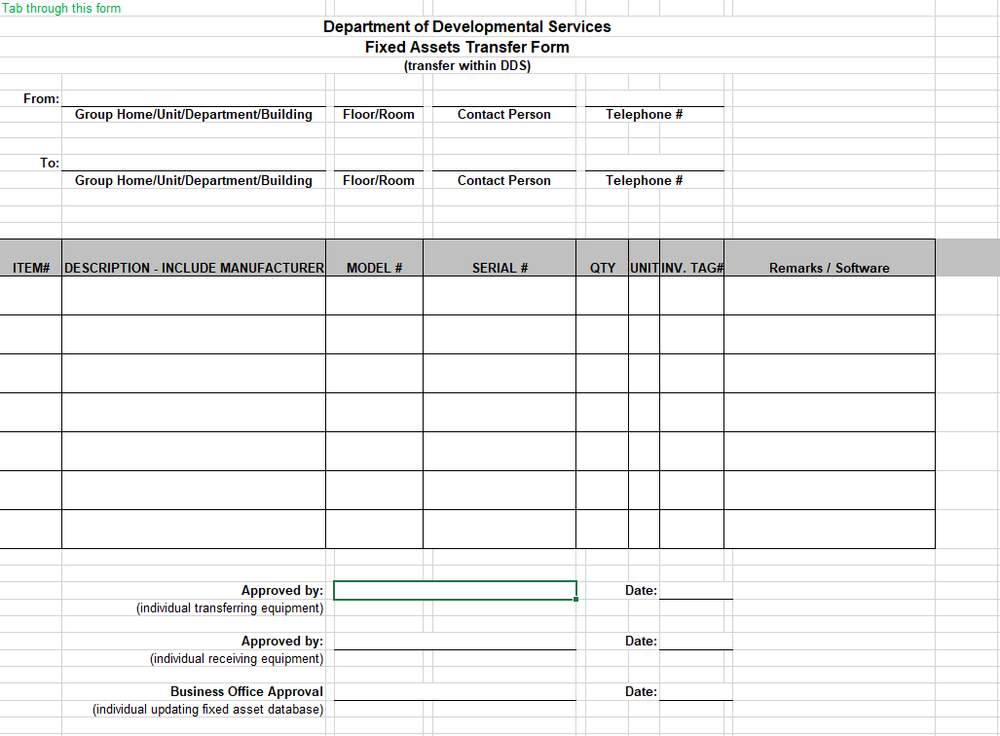 Tab through this form
Department of Developmental Services
Fixed Assets Transfer Form
(transfer within DDS)
From:
Group Home/Unit/Department/Building Floor/Room Contact Person Telephone #
To:
Group Home/Unit/Department/Building Floor/Room Contact Person Telephone #
ITEM# DESCRIPTION - INCLUDE MANUFACTURER MODEL # SERIAL # QTY UNIT INV. TAG# Remarks / Software
Approved by: Date:
(individual transferring equipment)
Approved by: Date:
(individual receiving equipment)
Business Office Approval Date:
(individual updating fixed asset database)